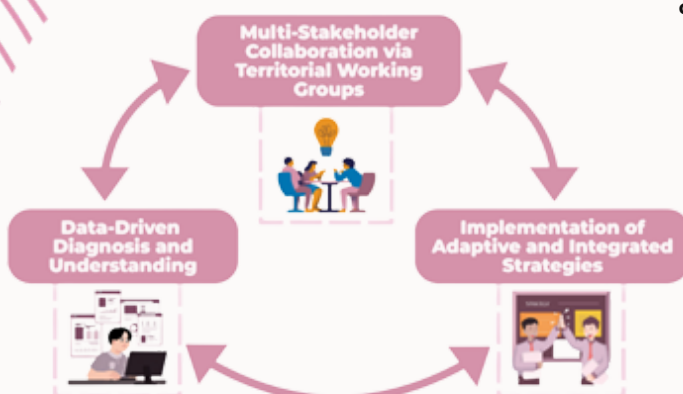 Multi-Stakeholder
Collaboration via
Territorial Working
Groups
Data-Driven
Diagnosis and
Understanding
Implementation of
Adaptive and Integrated
Strategies